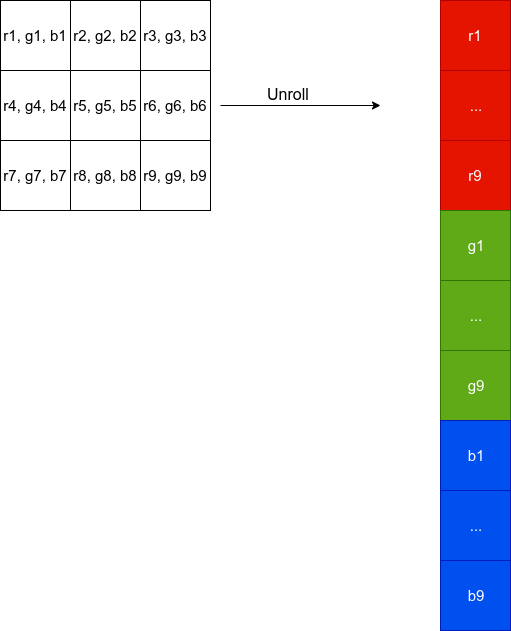 r1, g1, b1 r2, g2, b2 r3, g3, b3
r4, g4, b4 r5, g5, b5 r6, g6, b6
r7, g7, b7 r8, g8, b8 r9, g9, b9
Unroll
r1
...
r9
g1
...
g9
b1
...
b9